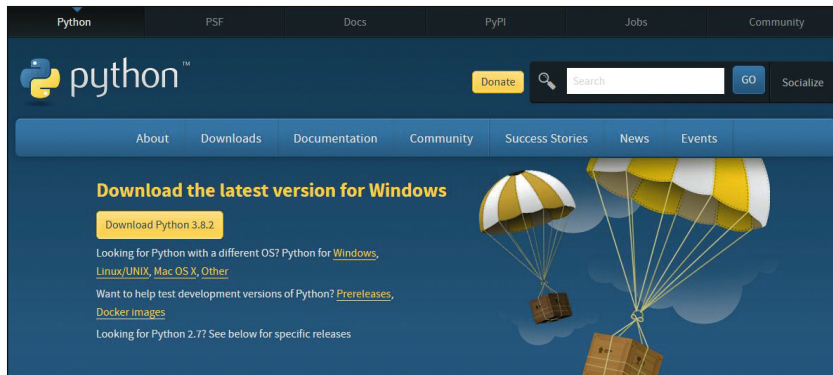 Python PSF Docs PyPI Jobs Community
python™
Donate Search GO Socialize
About Downloads Documentation Community Success Stories News Events
Download the latest version for Windows
Download Python 3.8.2
Looking for Python with a different OS? Python for Windows,
Linux/UNIX, Mac OS X, Other
Want to help test development versions of Python? Prereleases,
Docker images
Looking for Python 2.7? See below for specific releases